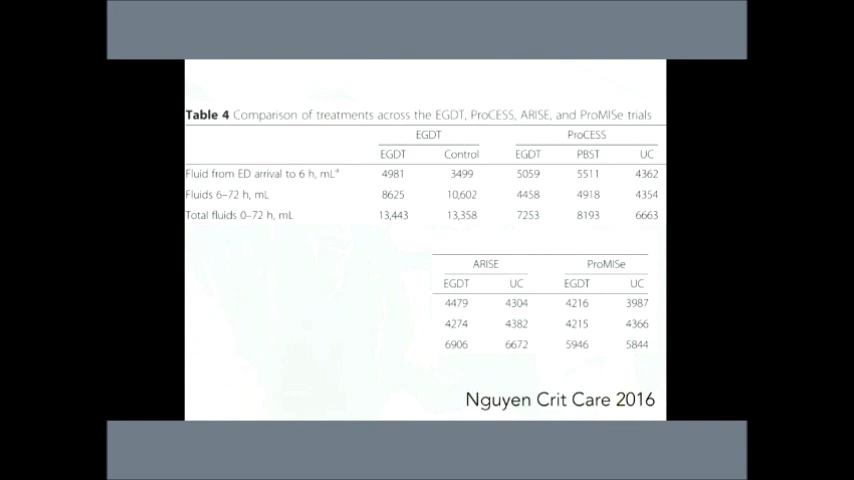 Table 4 Comparison of treatments across the EGDT, ProCESS, ARISE, and ProMISe trials
EGDT ProCESS
EGDT Control EGDT PBST UC
Fluid from ED arrival to 6 h, mLᵃ 4981 3499 5059 5511 4362
Fluids 6–72 h, mL 8625 10,602 4458 4918 4354
Total fluids 0–72 h, mL 13,443 13,358 7253 8193 6663
ARISE ProMISe
EGDT UC EGDT UC
4479 4304 4216 3987
4274 4382 4215 4366
6906 6672 5946 5844
Nguyen Crit Care 2016